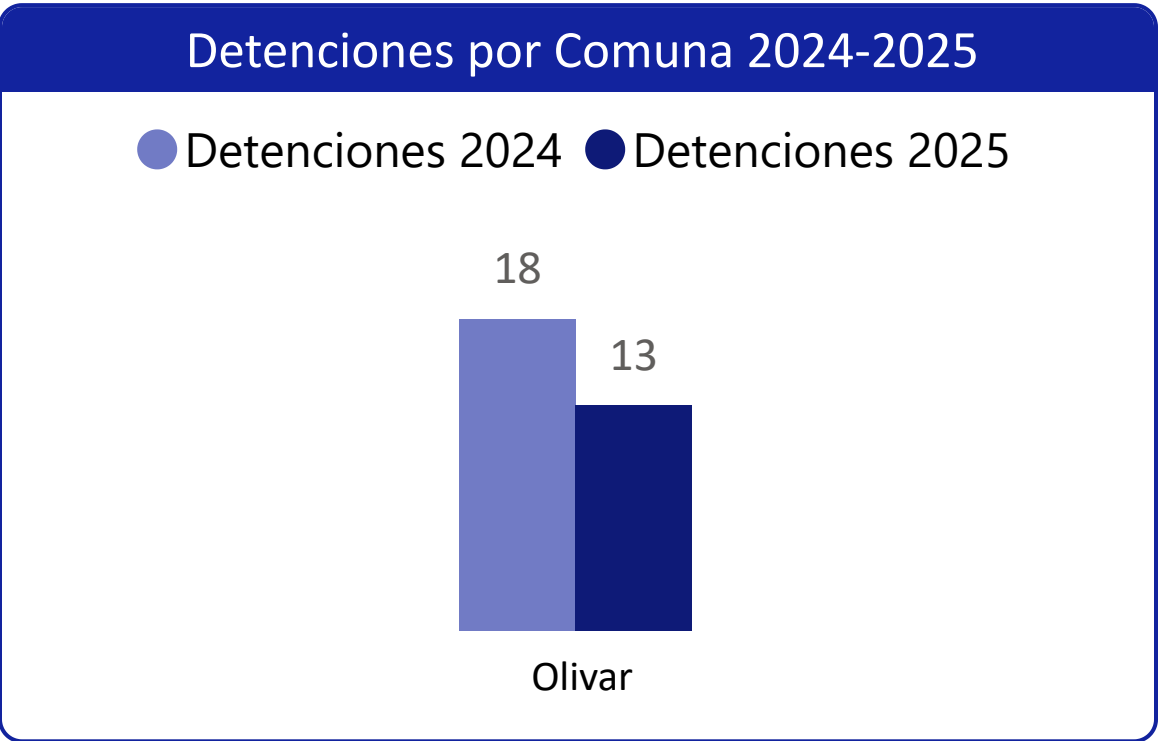 Detenciones por Comuna 2024-2025
Detenciones 2024 Detenciones 2025
18
13
Olivar